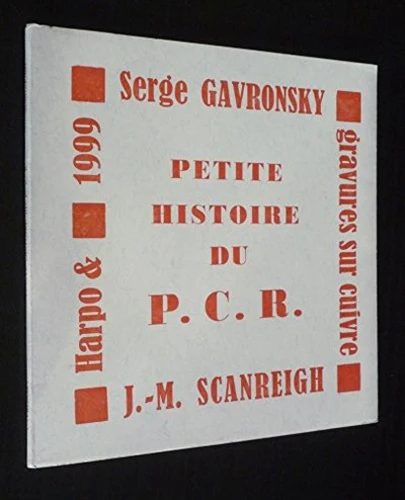 Serge GAVRONSKY
PETITE
HISTOIRE
DU
P. C. R.
gravures sur cuivre
J.-M. SCANREIGH
Harpo & 1999